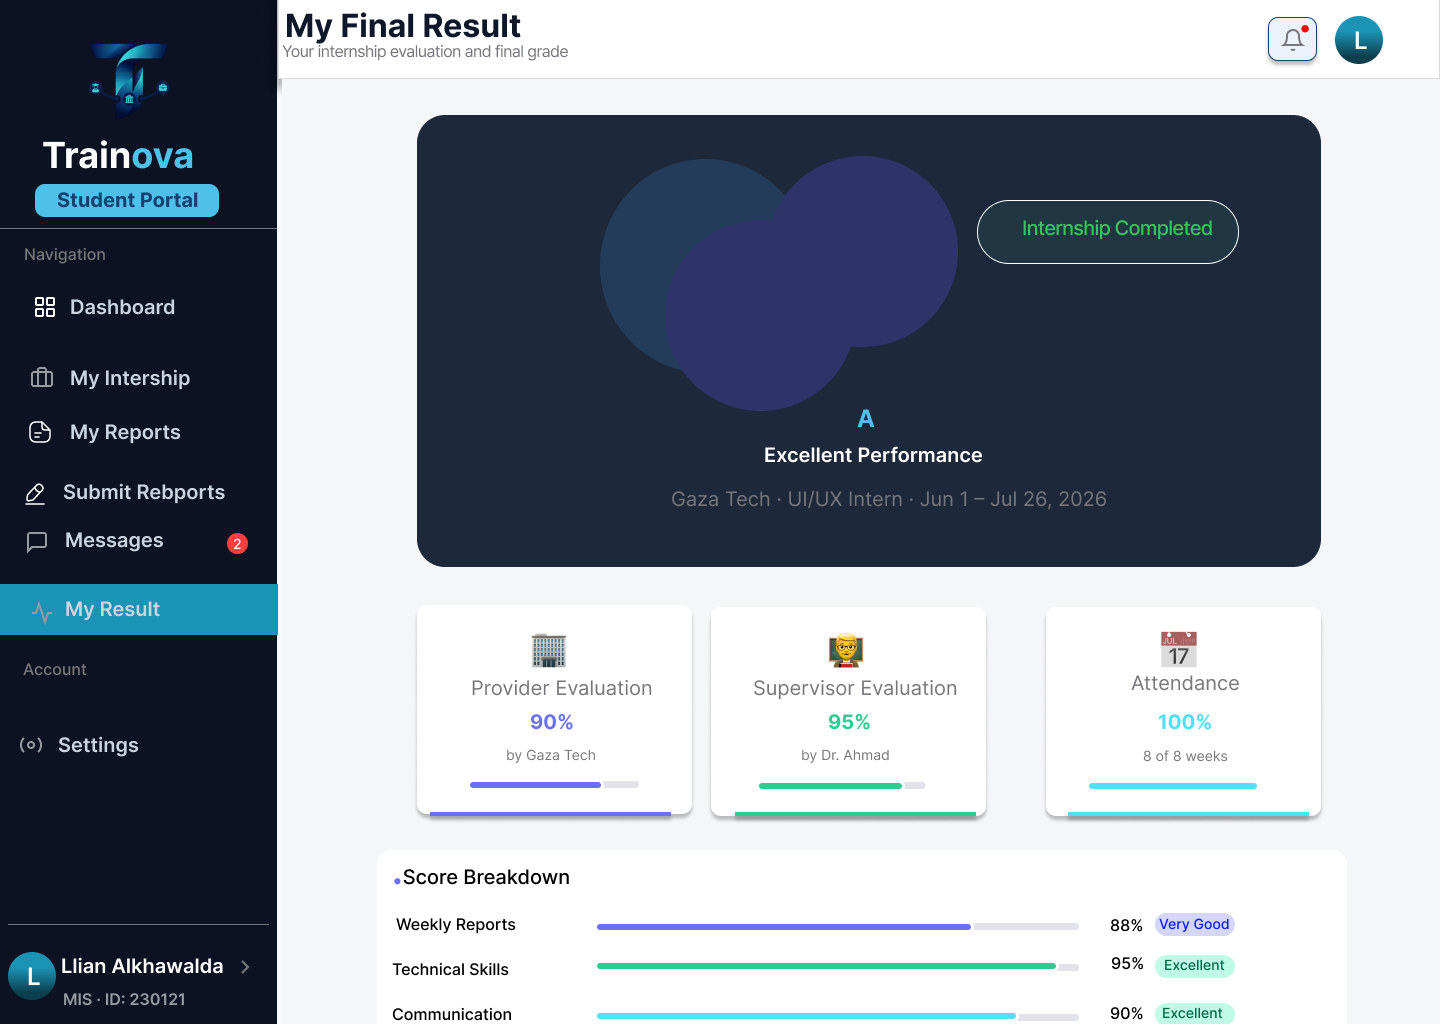 Trainova
Student Portal
Navigation
Dashboard
My Intership
My Reports
Submit Rebports
Messages
2
My Result
Account
Settings
L
Llian Alkhawalda
MIS · ID: 230121
My Final Result
Your internship evaluation and final grade
L
Internship Completed
A
Excellent Performance
Gaza Tech · UI/UX Intern · Jun 1 – Jul 26, 2026
Provider Evaluation
90%
by Gaza Tech
Supervisor Evaluation
95%
by Dr. Ahmad
JUL
17
Attendance
100%
8 of 8 weeks
Score Breakdown
Weekly Reports 88% Very Good
Technical Skills 95% Excellent
Communication 90% Excellent